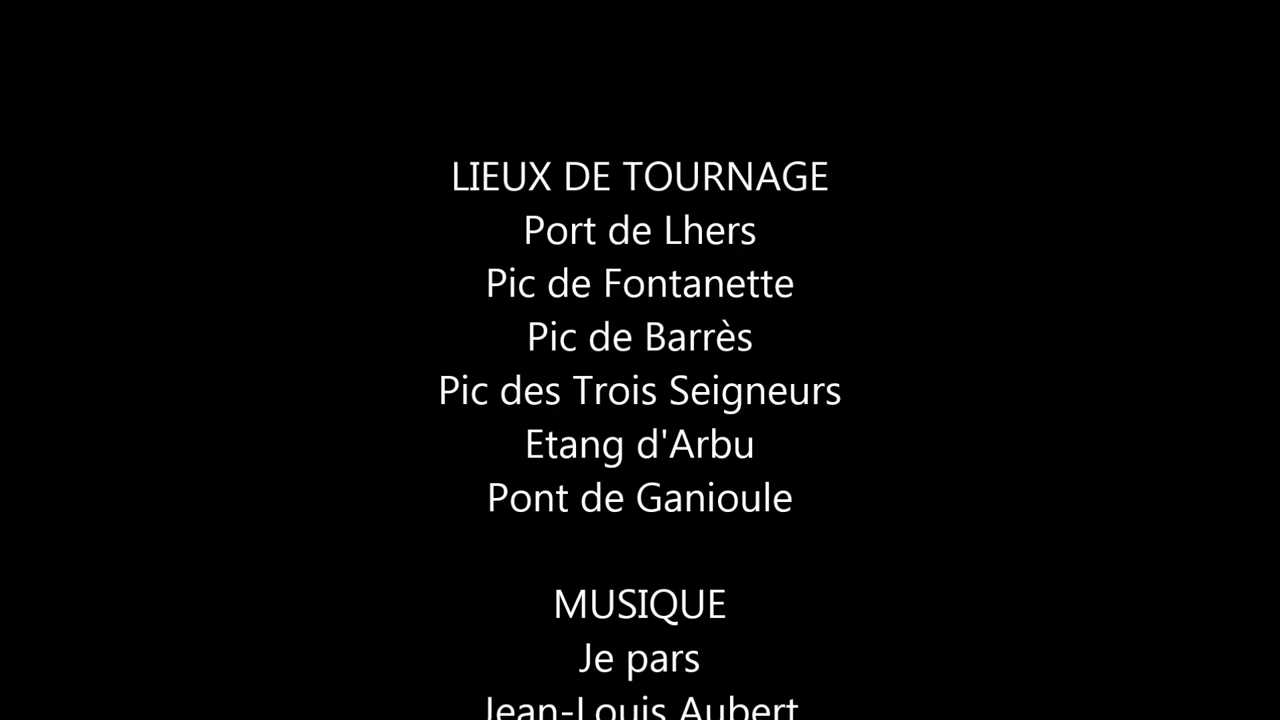 LIEUX DE TOURNAGE
Port de Lhers
Pic de Fontanette
Pic de Barrès
Pic des Trois Seigneurs
Etang d'Arbu
Pont de Ganioule
MUSIQUE
Je pars
Jean-Louis Aubert